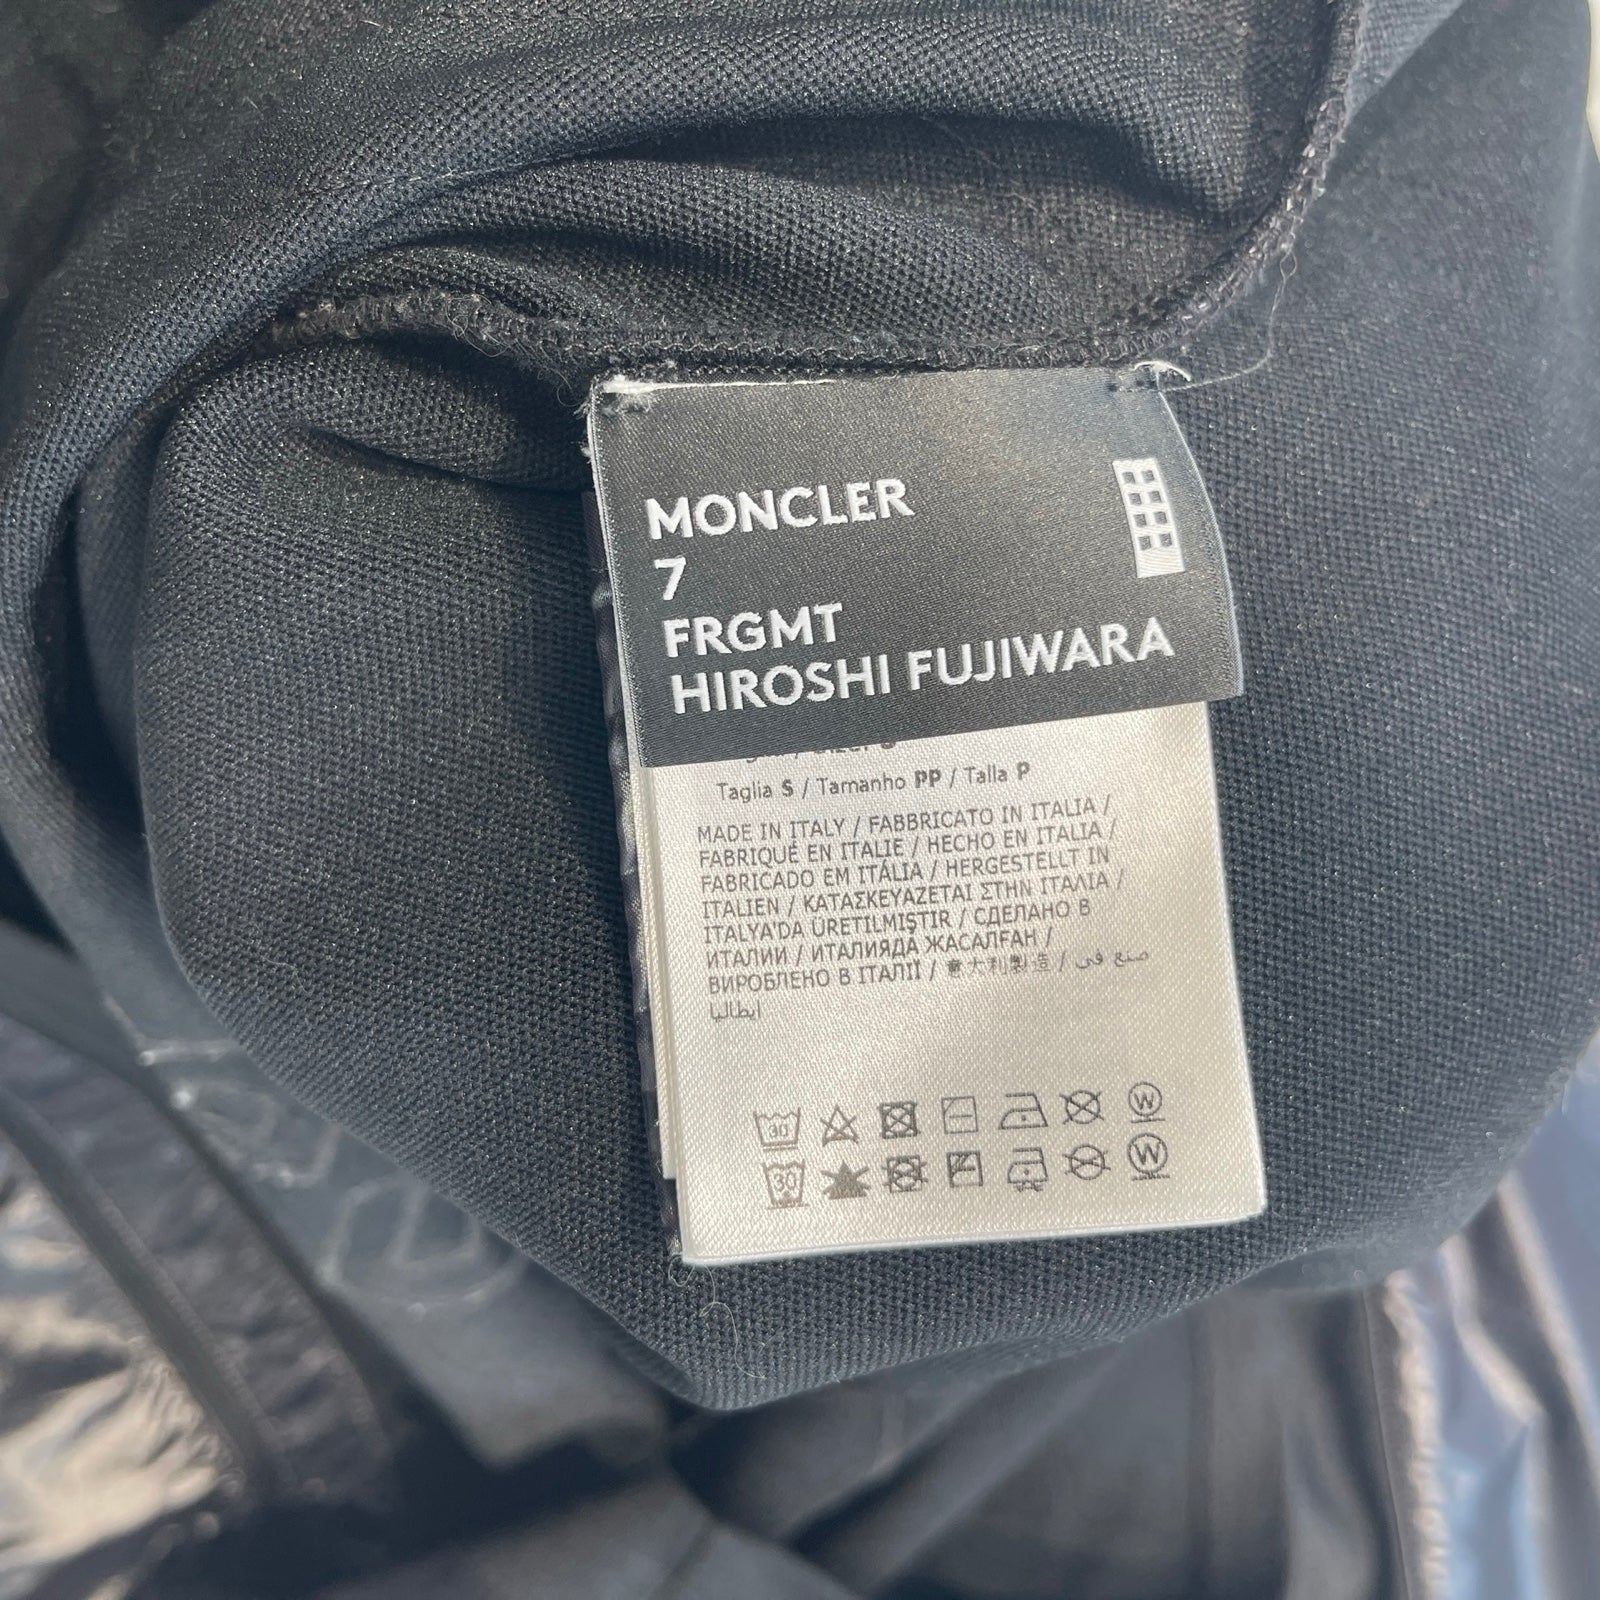 MONCLER
7
FRGMT
HIROSHI FUJIWARA
Taglia S / Tamanho PP / Talla P
MADE IN ITALY / FABBRICATO IN ITALIA /
FABRIQUÉ EN ITALIE / HECHO EN ITALIA /
FABRICADO EM ITÁLIA / HERGESTELLT IN
ITALIEN / ΚΑΤΑΣΚΕΥΑΖΕΤΑΙ ΣΤΗΝ ΙΤΑΛΙΑ /
ITALYA'DA ÜRETILMIŞTIR / СДЕЛАНО В
ИТАЛИИ / ИТАЛИЯДА ЖАСАЛҒАН /
ВИРОБЛЕНО В ІТАЛІЇ / 意大利製造 / صنع في
ايطاليا
30 W
30 W